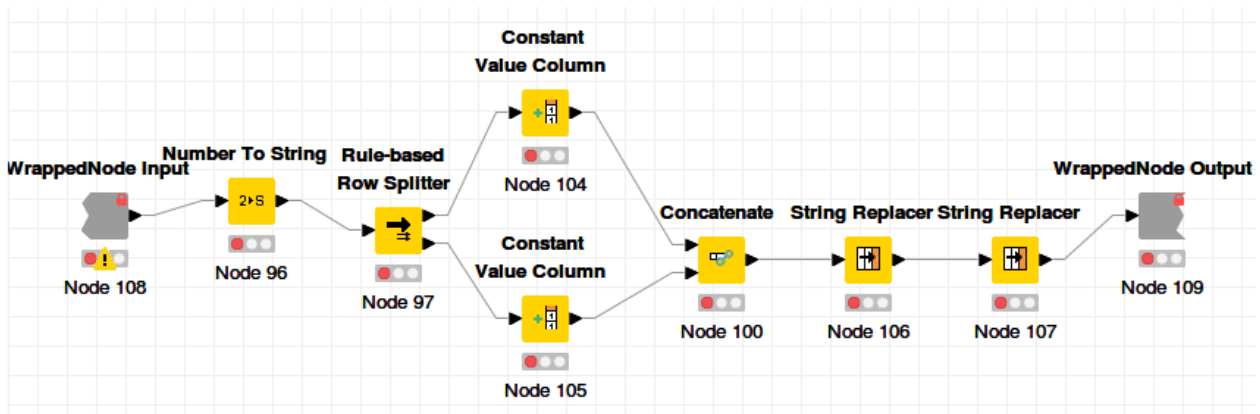 WrappedNode Input
Node 108
Number To String
2▸S
Node 96
Rule-based
Row Splitter
Node 97
Constant
Value Column
Node 104
Constant
Value Column
Node 105
Concatenate
Node 100
String Replacer
Node 106
String Replacer
Node 107
WrappedNode Output
Node 109